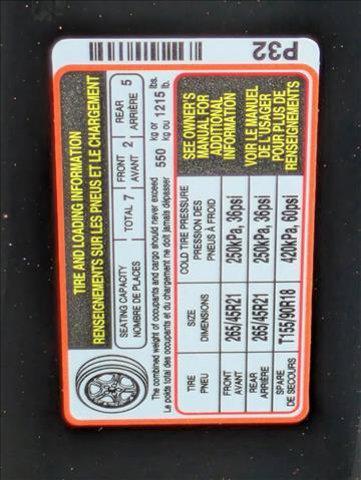 TIRE AND LOADING INFORMATION
RENSEIGNEMENTS SUR LES PNEUS ET LE CHARGEMENT
SEATING CAPACITY
NOMBRE DE PLACES
TOTAL 7
FRONT
AVANT 2
REAR
ARRIÈRE 5
The combined weight of occupants and cargo should never exceed
Le poids total des occupants et du chargement ne doit jamais dépasser
550 kg or 1215 lbs.
kg ou lb.
TIRE
PNEU
SIZE
DIMENSIONS
COLD TIRE PRESSURE
PRESSION DES
PNEUS À FROID
FRONT
AVANT
265/45R21
250kPa, 36psi
REAR
ARRIÈRE
265/45R21
250kPa, 36psi
SPARE
DE SECOURS
T155/90R18
420kPa, 60psi
SEE OWNER'S
MANUAL FOR
ADDITIONAL
INFORMATION
VOIR LE MANUEL
DE L'USAGER
POUR PLUS DE
RENSEIGNEMENTS
P32